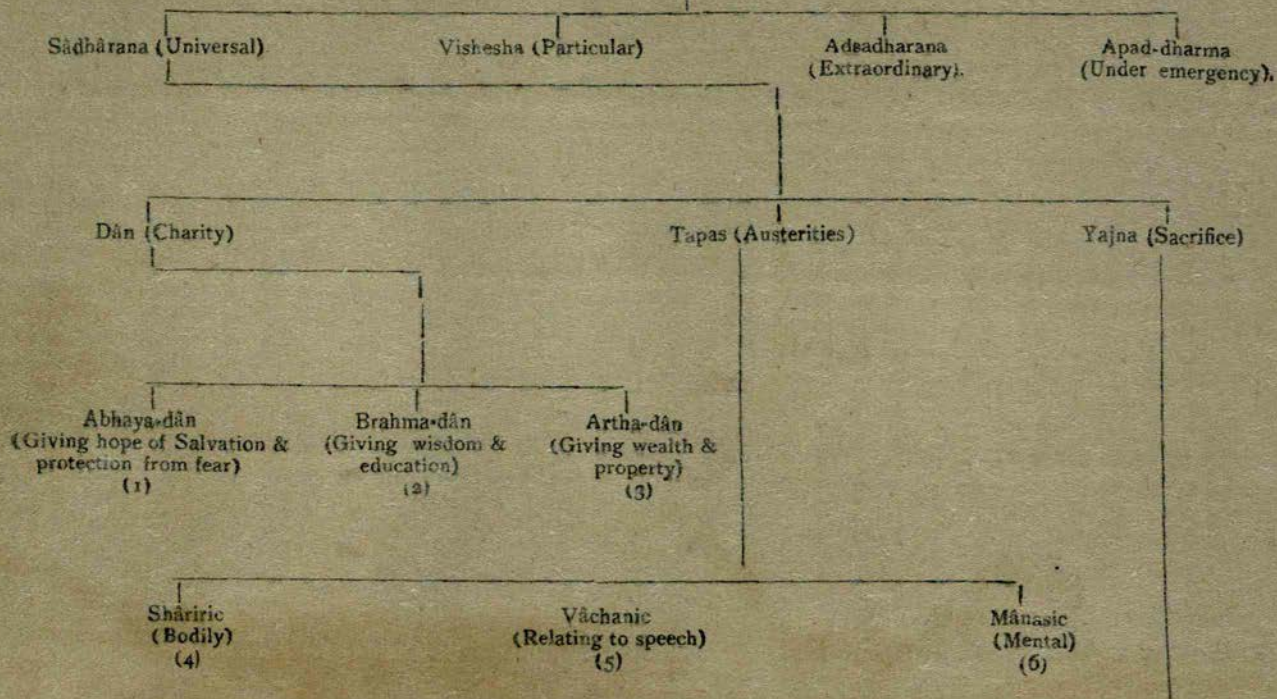 Sâdhârana (Universal) Vishesha (Particular) Adsadharana Apad-dharma
(Extraordinary). (Under emergency).
Dân (Charity) Tapas (Austerities) Yajna (Sacrifice)
Abhaya-dân Brahma-dân Artha-dân
(Giving hope of Salvation & (Giving wisdom & (Giving wealth &
protection from fear) education) property)
(1) (2) (3)
Shâriric Vâchanic Mânasic
(Bodily) (Relating to speech) (Mental)
(4) (5) (6)